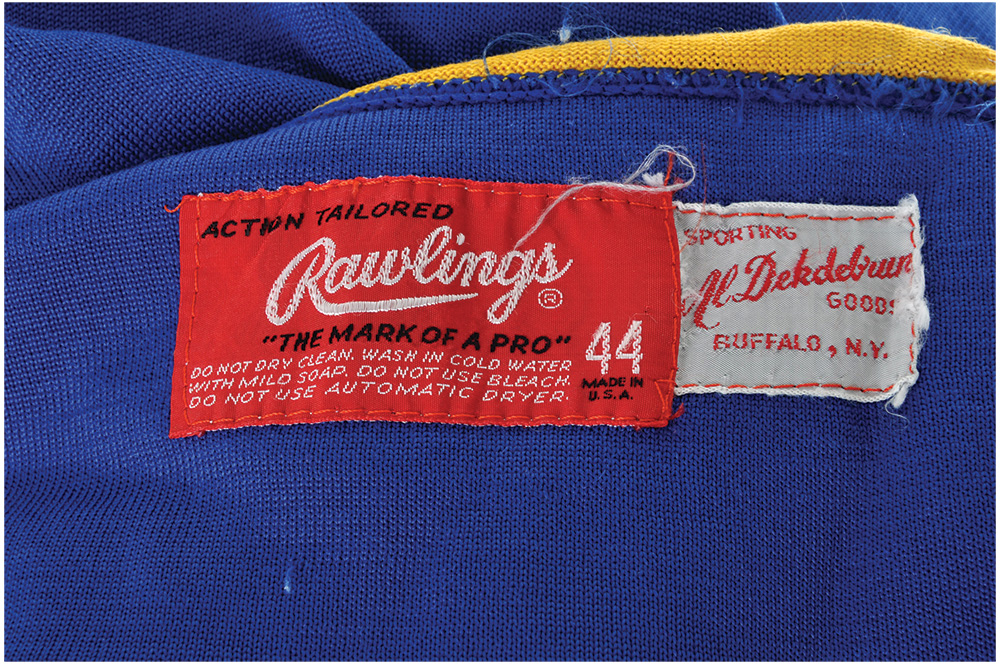 ACTION TAILORED
Rawlings ®
"THE MARK OF A PRO"
DO NOT DRY CLEAN. WASH IN COLD WATER
WITH MILD SOAP. DO NOT USE BLEACH.
DO NOT USE AUTOMATIC DRYER.
44
MADE IN
U.S.A.
SPORTING
Al Dekdebrun
GOODS
BUFFALO, N.Y.